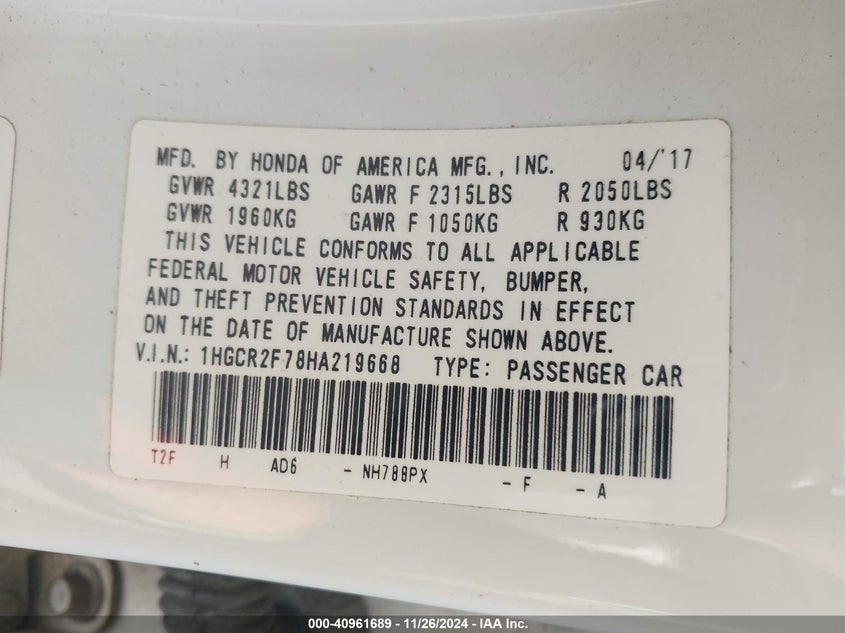 MFD. BY HONDA OF AMERICA MFG., INC. 04/'17
GVWR 4321LBS GAWR F 2315LBS R 2050LBS
GVWR 1960KG GAWR F 1050KG R 930KG
THIS VEHICLE CONFORMS TO ALL APPLICABLE
FEDERAL MOTOR VEHICLE SAFETY, BUMPER,
AND THEFT PREVENTION STANDARDS IN EFFECT
ON THE DATE OF MANUFACTURE SHOWN ABOVE.
V.I.N.: 1HGCR2F78HA219668 TYPE: PASSENGER CAR
T2F H AD6 - NH788PX - F - A
000-40961689 - 11/26/2024 - IAA Inc.